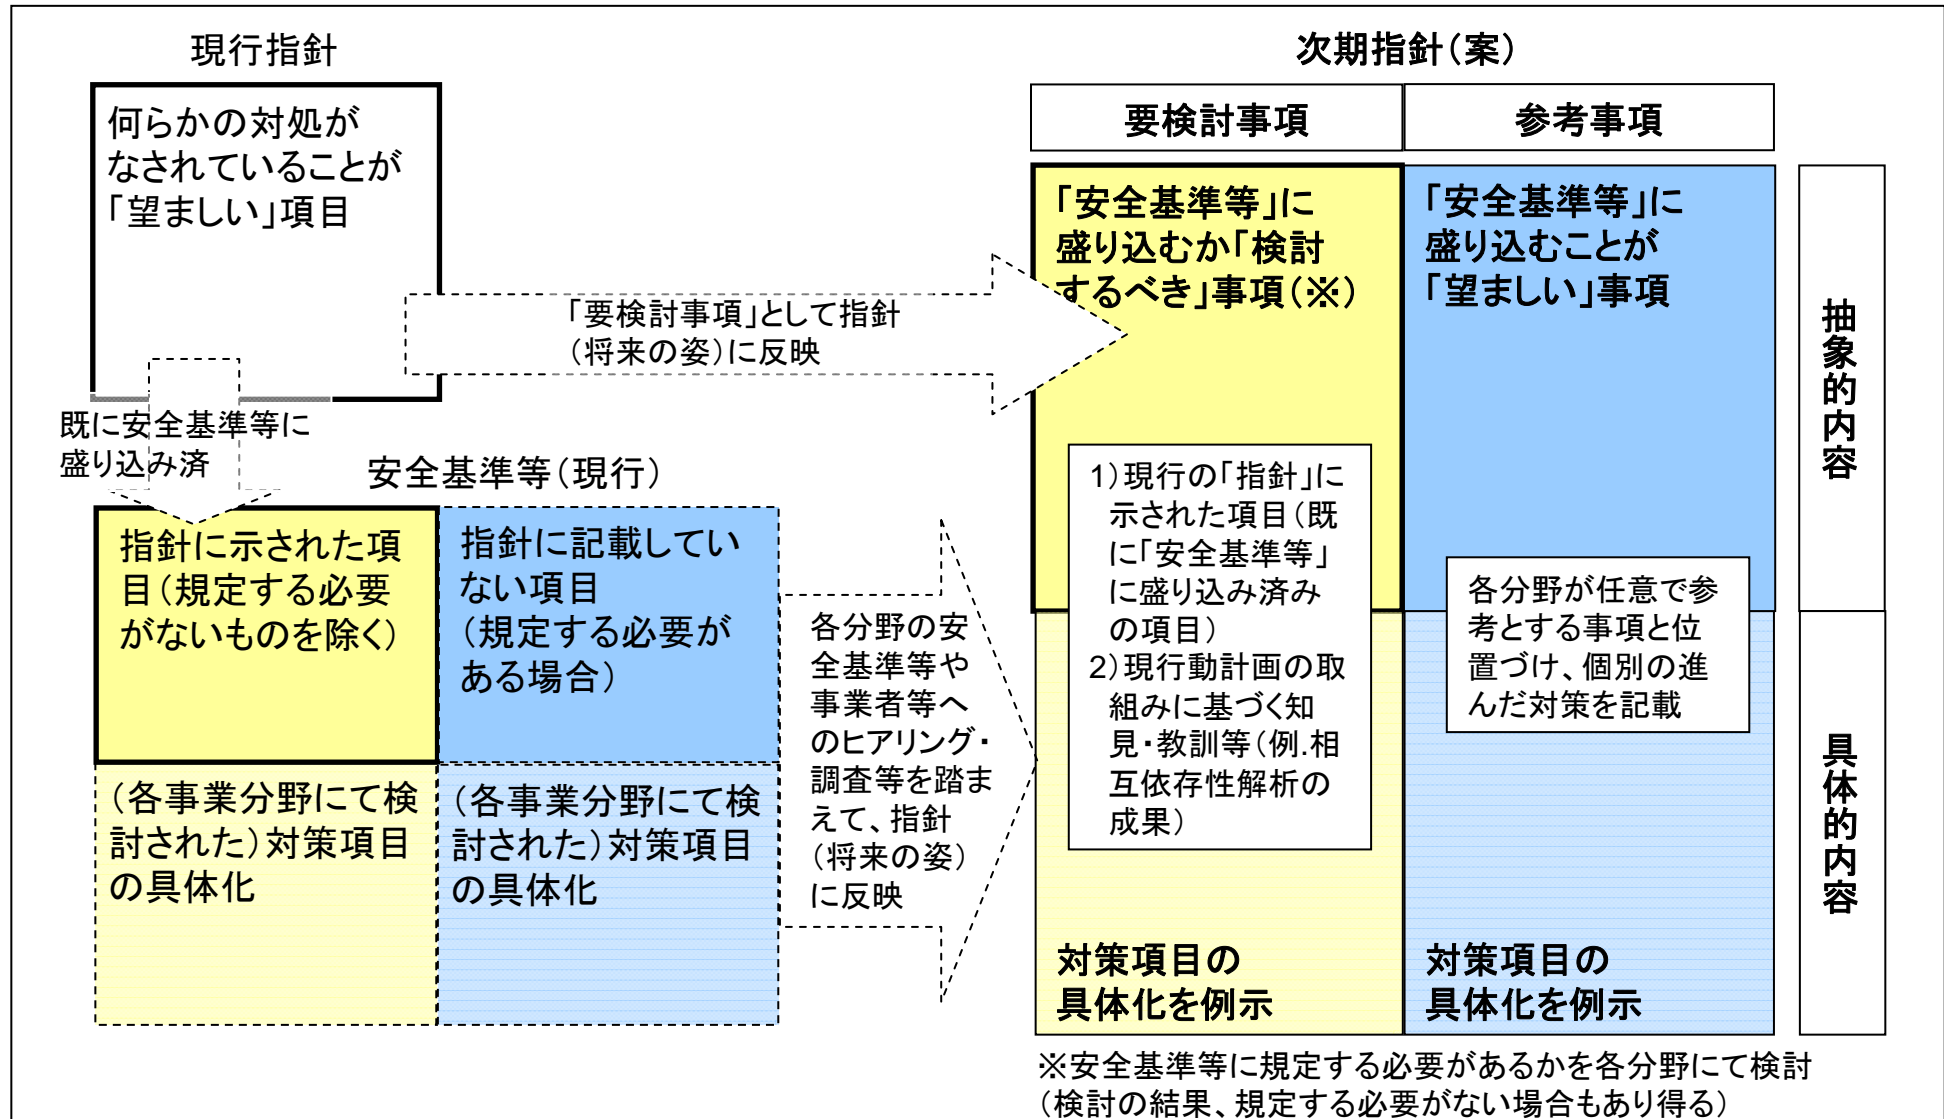 現行指針
何らかの対処が
なされていることが
「望ましい」項目
「要検討事項」として指針
（将来の姿）に反映
既に安全基準等に
盛り込み済
安全基準等（現行）
指針に示された項
目（規定する必要
がないものを除く）
指針に記載してい
ない項目
（規定する必要が
ある場合）
（各事業分野にて検
討された）対策項目
の具体化
（各事業分野にて検
討された）対策項目
の具体化
各分野の安
全基準等や
事業者等へ
のヒアリング・
調査等を踏ま
えて、指針
（将来の姿）
に反映
次期指針（案）
要検討事項
参考事項
「安全基準等」に
盛り込むか「検討
するべき」事項（※）
「安全基準等」に
盛り込むことが
「望ましい」事項
1）現行の「指針」に
示された項目（既
に「安全基準等」
に盛り込み済み
の項目）
2）現行動計画の取
組みに基づく知
見・教訓等（例.相
互依存性解析の
成果）
各分野が任意で参
考とする事項と位
置づけ、個別の進
んだ対策を記載
対策項目の
具体化を例示
対策項目の
具体化を例示
抽象的内容
具体的内容
※安全基準等に規定する必要があるかを各分野にて検討
（検討の結果、規定する必要がない場合もあり得る）